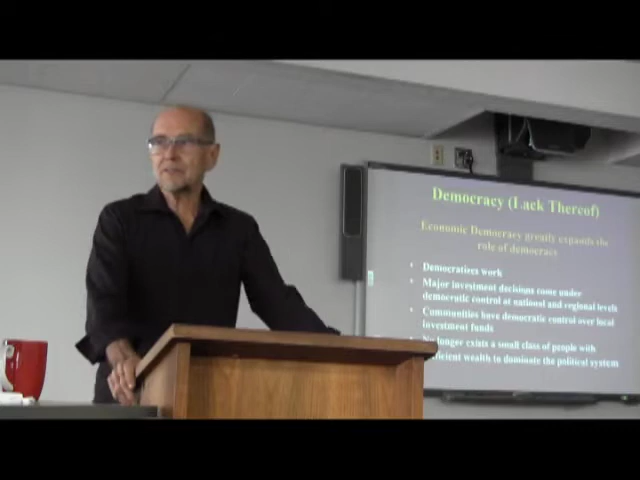 Democracy (Lack Thereof)
Economic Democracy greatly expands the
role of democracy
• Democratizes work
• Major investment decisions come under
democratic control at national and regional levels
• Communities have democratic control over local
investment funds
• No longer exists a small class of people with
sufficient wealth to dominate the political system